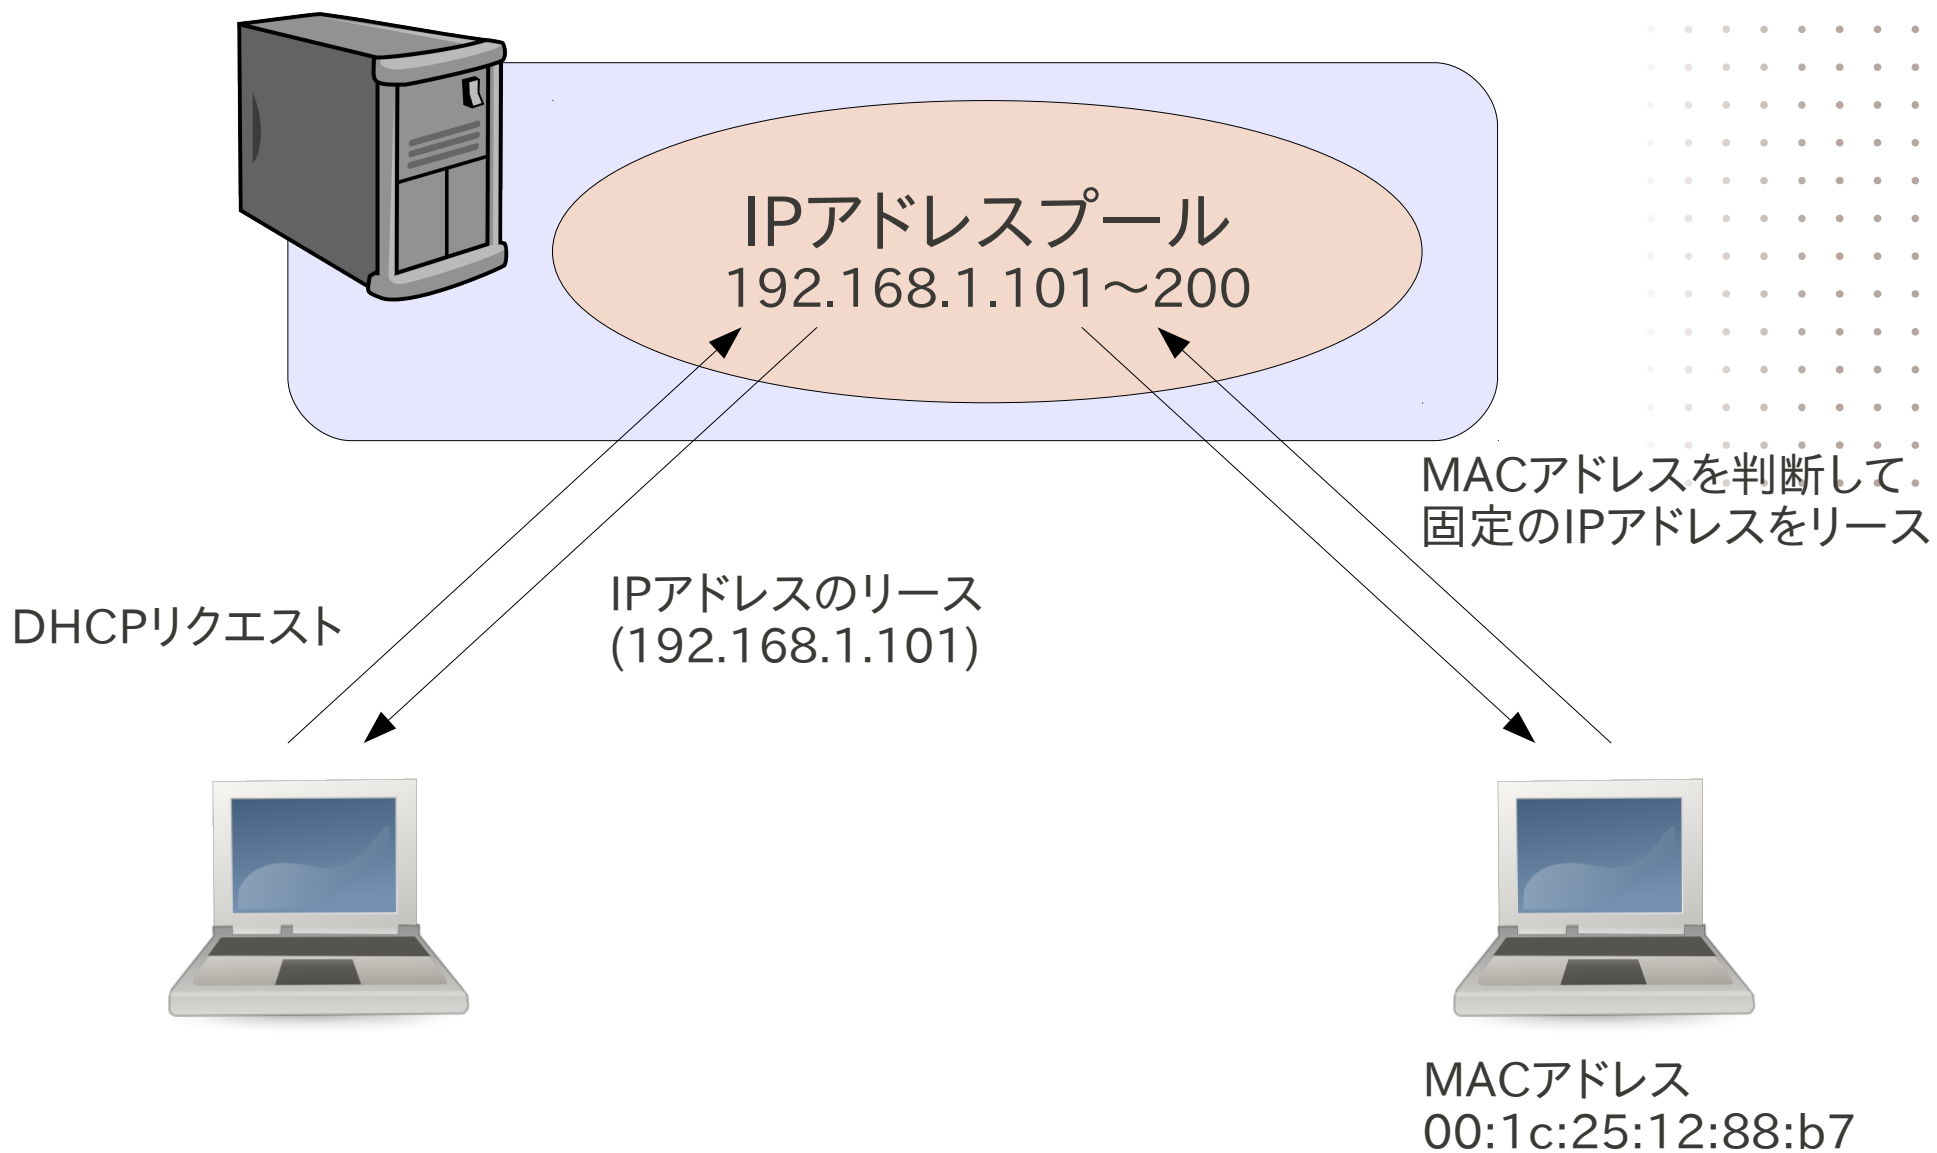 IPアドレスプール
192.168.1.101～200
MACアドレスを判断して
固定のIPアドレスをリース
DHCPリクエスト
IPアドレスのリース
(192.168.1.101)
MACアドレス
00:1c:25:12:88:b7